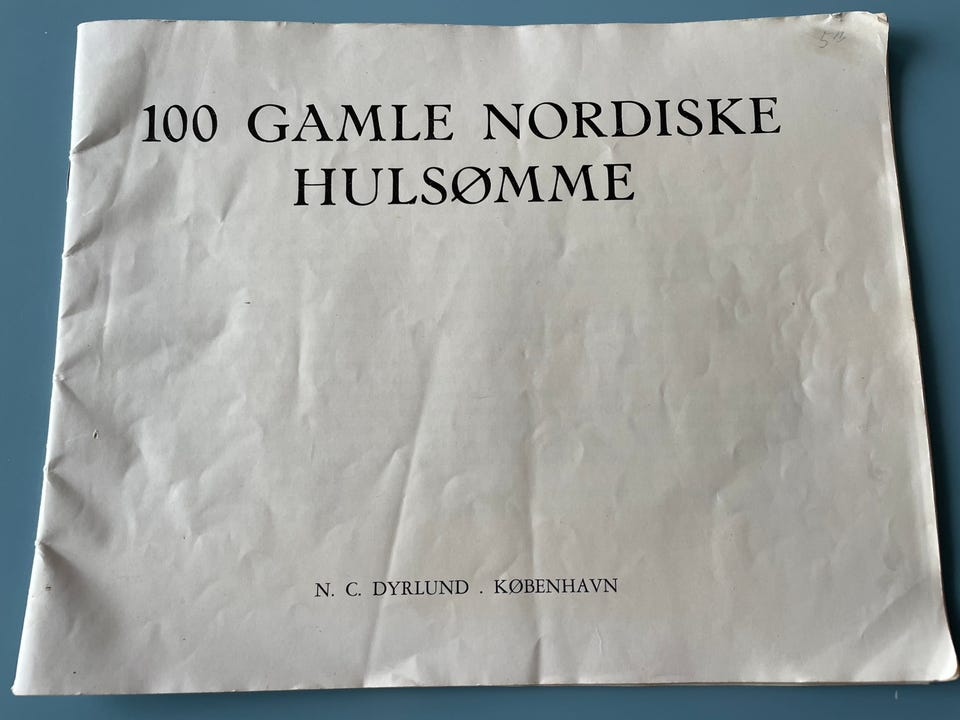 100 GAMLE NORDISKE
HULSØMME
N. C. DYRLUND . KØBENHAVN